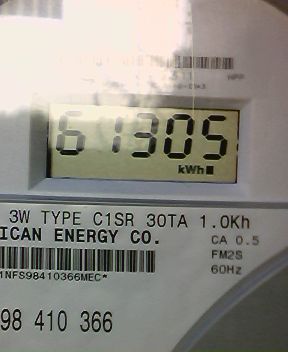 61305
kWh
3W TYPE C1SR 30TA 1.0Kh
ICAN ENERGY CO.
CA 0.5
FM2S
60Hz
1NFS98410366MEC*
98 410 366